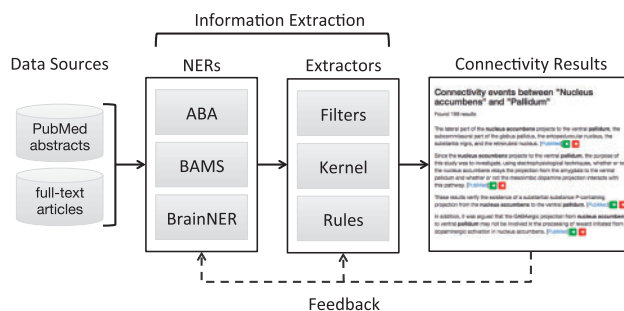 Information Extraction
Data Sources
NERs
Extractors
Connectivity Results
PubMed
abstracts
full-text
articles
ABA
BAMS
BrainNER
Filters
Kernel
Rules
Connectivity events between "Nucleus
accumbens" and "Pallidum"
Found 189 results
The lateral part of the nucleus accumbens projects to the ventral pallidum, the
subcommissural part of the globus pallidus, the entopeduncular nucleus, the
substantia nigra, and the retrorubral nucleus. [PubMed]
Since the nucleus accumbens projects to the ventral pallidum, the purpose of
this study was to investigate, using electrophysiological techniques, whether or not
the nucleus accumbens relays the projection from the amygdala to the ventral
pallidum and whether or not the mesolimbic dopamine projection interacts with
this pathway. [PubMed]
These results verify the existence of a substantial substance P-containing
projection from the nucleus accumbens to the ventral pallidum. [PubMed]
In addition, it was argued that the GABAergic projection from nucleus accumbens
to ventral pallidum may not be involved in the processing of reward initiated from
dopaminergic activation in nucleus accumbens. [PubMed]
Feedback